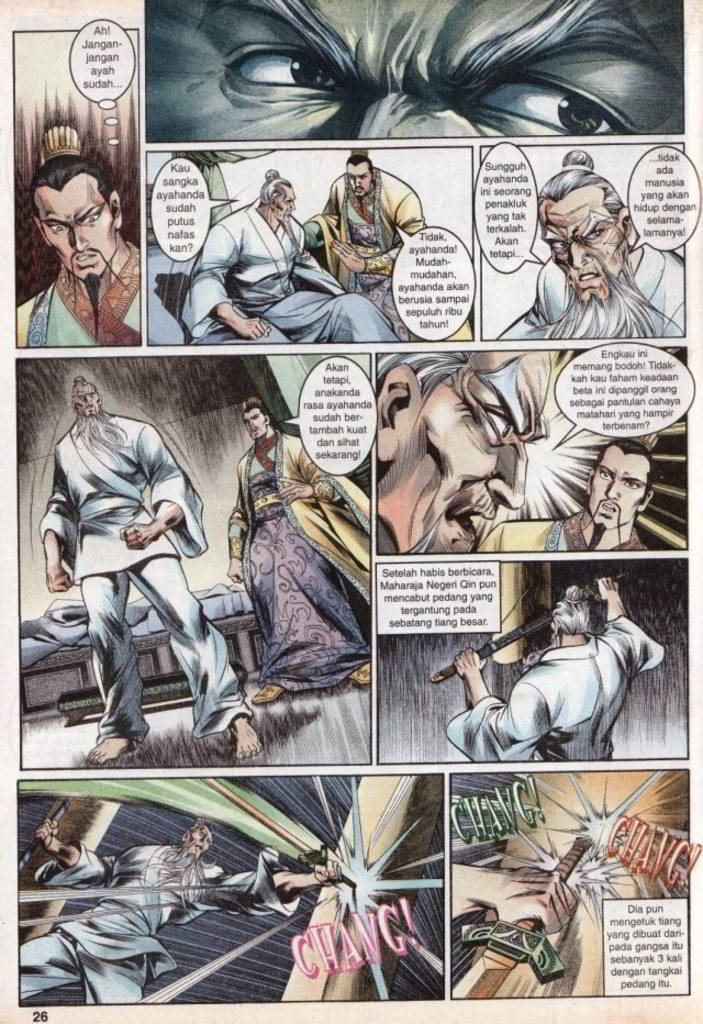 Ah!
Jangan-
jangan
ayah
sudah...
Kau
sangka
ayahanda
sudah
putus
nafas
kan?
Tidak,
ayahanda!
Mudah-
mudahan,
ayahanda akan
berusia sampai
sepuluh ribu
tahun!
Sungguh
ayahanda
ini seorang
penakluk
yang tak
terkalah.
Akan
tetapi...
...tidak
ada
manusia
yang akan
hidup dengan
selama-
lamanya!
Akan
tetapi,
anakanda
rasa ayahanda
sudah ber-
tambah kuat
dan sihat
sekarang!
Engkau ini
memang bodoh! Tidak-
kah kau faham keadaan
beta ini dipanggil orang
sebagai pantulan cahaya
matahari yang hampir
terbenam?
Setelah habis berbicara,
Maharaja Negeri Qin pun
mencabut pedang yang
tergantung pada
sebatang tiang besar.
CHANG!
CHANG!
CHANG!
Dia pun
mengetuk tiang
yang dibuat dari-
pada gangsa itu
sebanyak 3 kali
dengan tangkai
pedang itu.
26